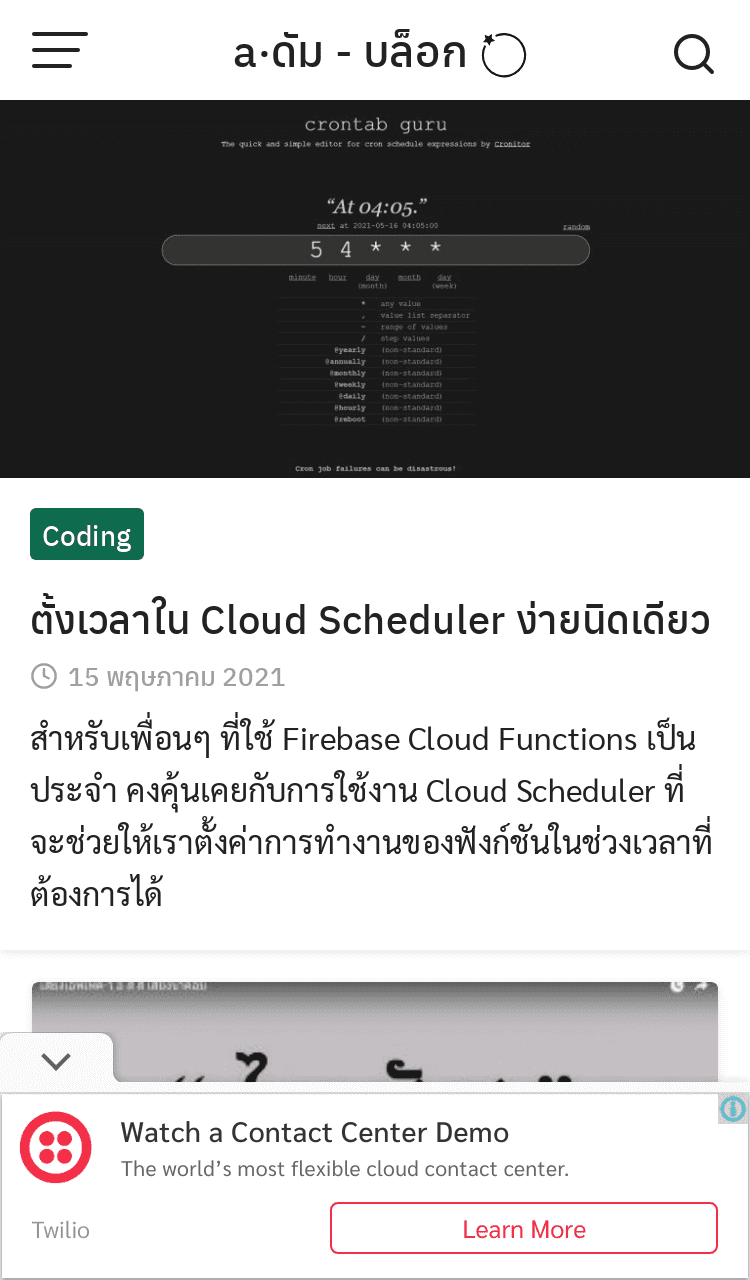 a·ดัม - บล็อก
crontab guru
The quick and simple editor for cron schedule expressions by Cronitor
“At 04:05.”
next at 2021-05-16 04:05:00
random
5 4 * * *
minute hour day (month) month day (week)
* any value
, value list separator
- range of values
/ step values
@yearly (non-standard)
@annually (non-standard)
@monthly (non-standard)
@weekly (non-standard)
@daily (non-standard)
@hourly (non-standard)
@reboot (non-standard)
Cron job failures can be disastrous!
Coding
ตั้งเวลาใน Cloud Scheduler ง่ายนิดเดียว
15 พฤษภาคม 2021
สำหรับเพื่อนๆ ที่ใช้ Firebase Cloud Functions เป็น
ประจำ คงคุ้นเคยกับการใช้งาน Cloud Scheduler ที่
จะช่วยให้เราตั้งค่าการทำงานของฟังก์ชันในช่วงเวลาที่
ต้องการได้
Watch a Contact Center Demo
The world’s most flexible cloud contact center.
Twilio
Learn More